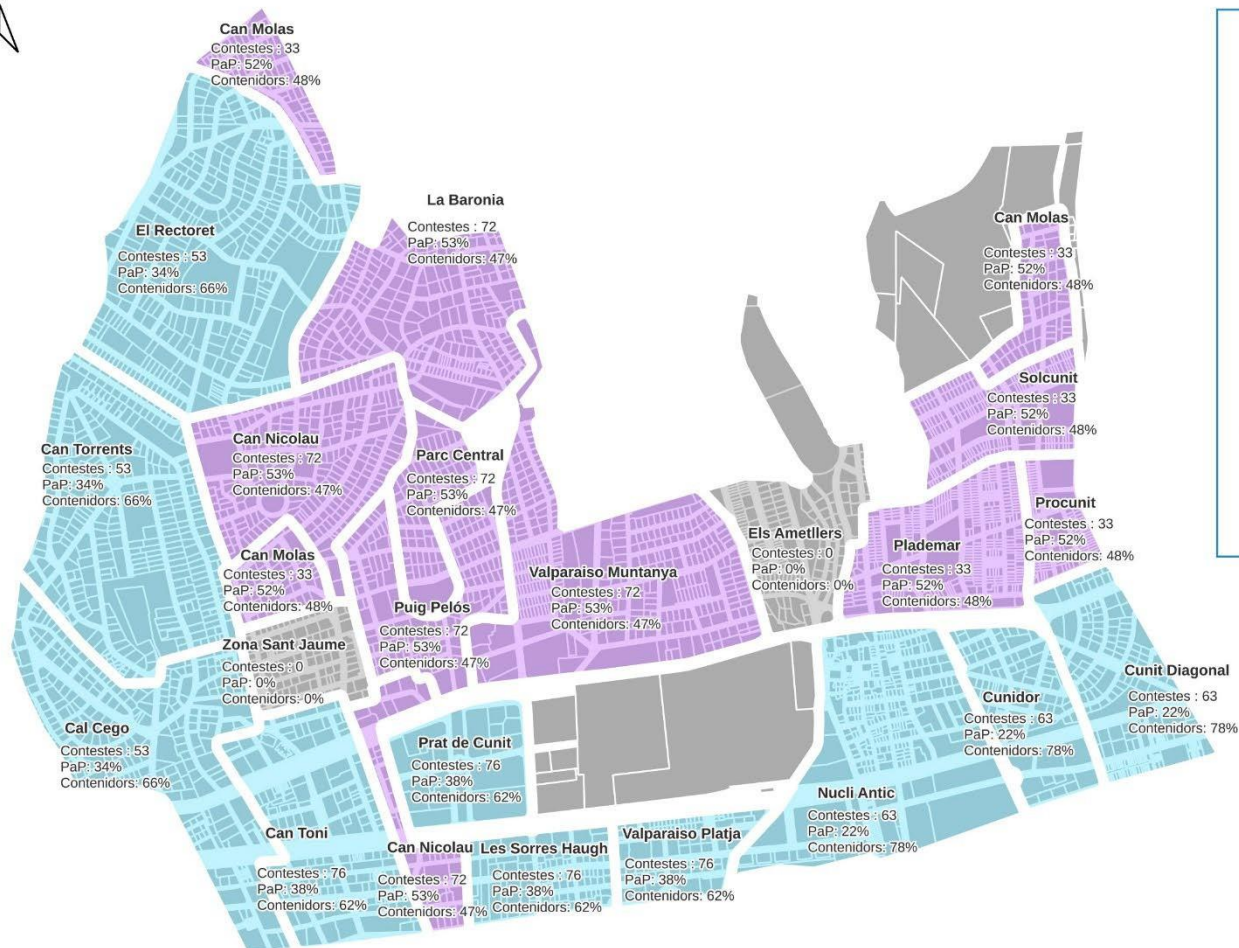 Can Molas
Contestes : 33
PaP: 52%
Contenidors: 48%
La Baronia
Contestes : 72
PaP: 53%
Contenidors: 47%
Can Molas
Contestes : 33
PaP: 52%
Contenidors: 48%
El Rectoret
Contestes : 53
PaP: 34%
Contenidors: 66%
Solcunit
Contestes : 33
PaP: 52%
Contenidors: 48%
Can Torrents
Contestes : 53
PaP: 34%
Contenidors: 66%
Can Nicolau
Contestes : 72
PaP: 53%
Contenidors: 47%
Parc Central
Contestes : 72
PaP: 53%
Contenidors: 47%
Procunit
Contestes : 33
PaP: 52%
Contenidors: 48%
Can Molas
Contestes : 33
PaP: 52%
Contenidors: 48%
Valparaiso Muntanya
Contestes : 72
PaP: 53%
Contenidors: 47%
Els Ametllers
Contestes : 0
PaP: 0%
Contenidors: 0%
Plademar
Contestes : 33
PaP: 52%
Contenidors: 48%
Puig Pelós
Contestes : 72
PaP: 53%
Contenidors: 47%
Zona Sant Jaume
Contestes : 0
PaP: 0%
Contenidors: 0%
Cunit Diagonal
Contestes : 63
PaP: 22%
Contenidors: 78%
Cunidor
Contestes : 63
PaP: 22%
Contenidors: 78%
Cal Cego
Contestes : 53
PaP: 34%
Contenidors: 66%
Prat de Cunit
Contestes : 76
PaP: 38%
Contenidors: 62%
Nucli Antic
Contestes : 63
PaP: 22%
Contenidors: 78%
Can Toni
Contestes : 76
PaP: 38%
Contenidors: 62%
Can Nicolau
Contestes : 72
PaP: 53%
Contenidors: 47%
Les Sorres Haugh
Contestes : 76
PaP: 38%
Contenidors: 62%
Valparaiso Platja
Contestes : 76
PaP: 38%
Contenidors: 62%